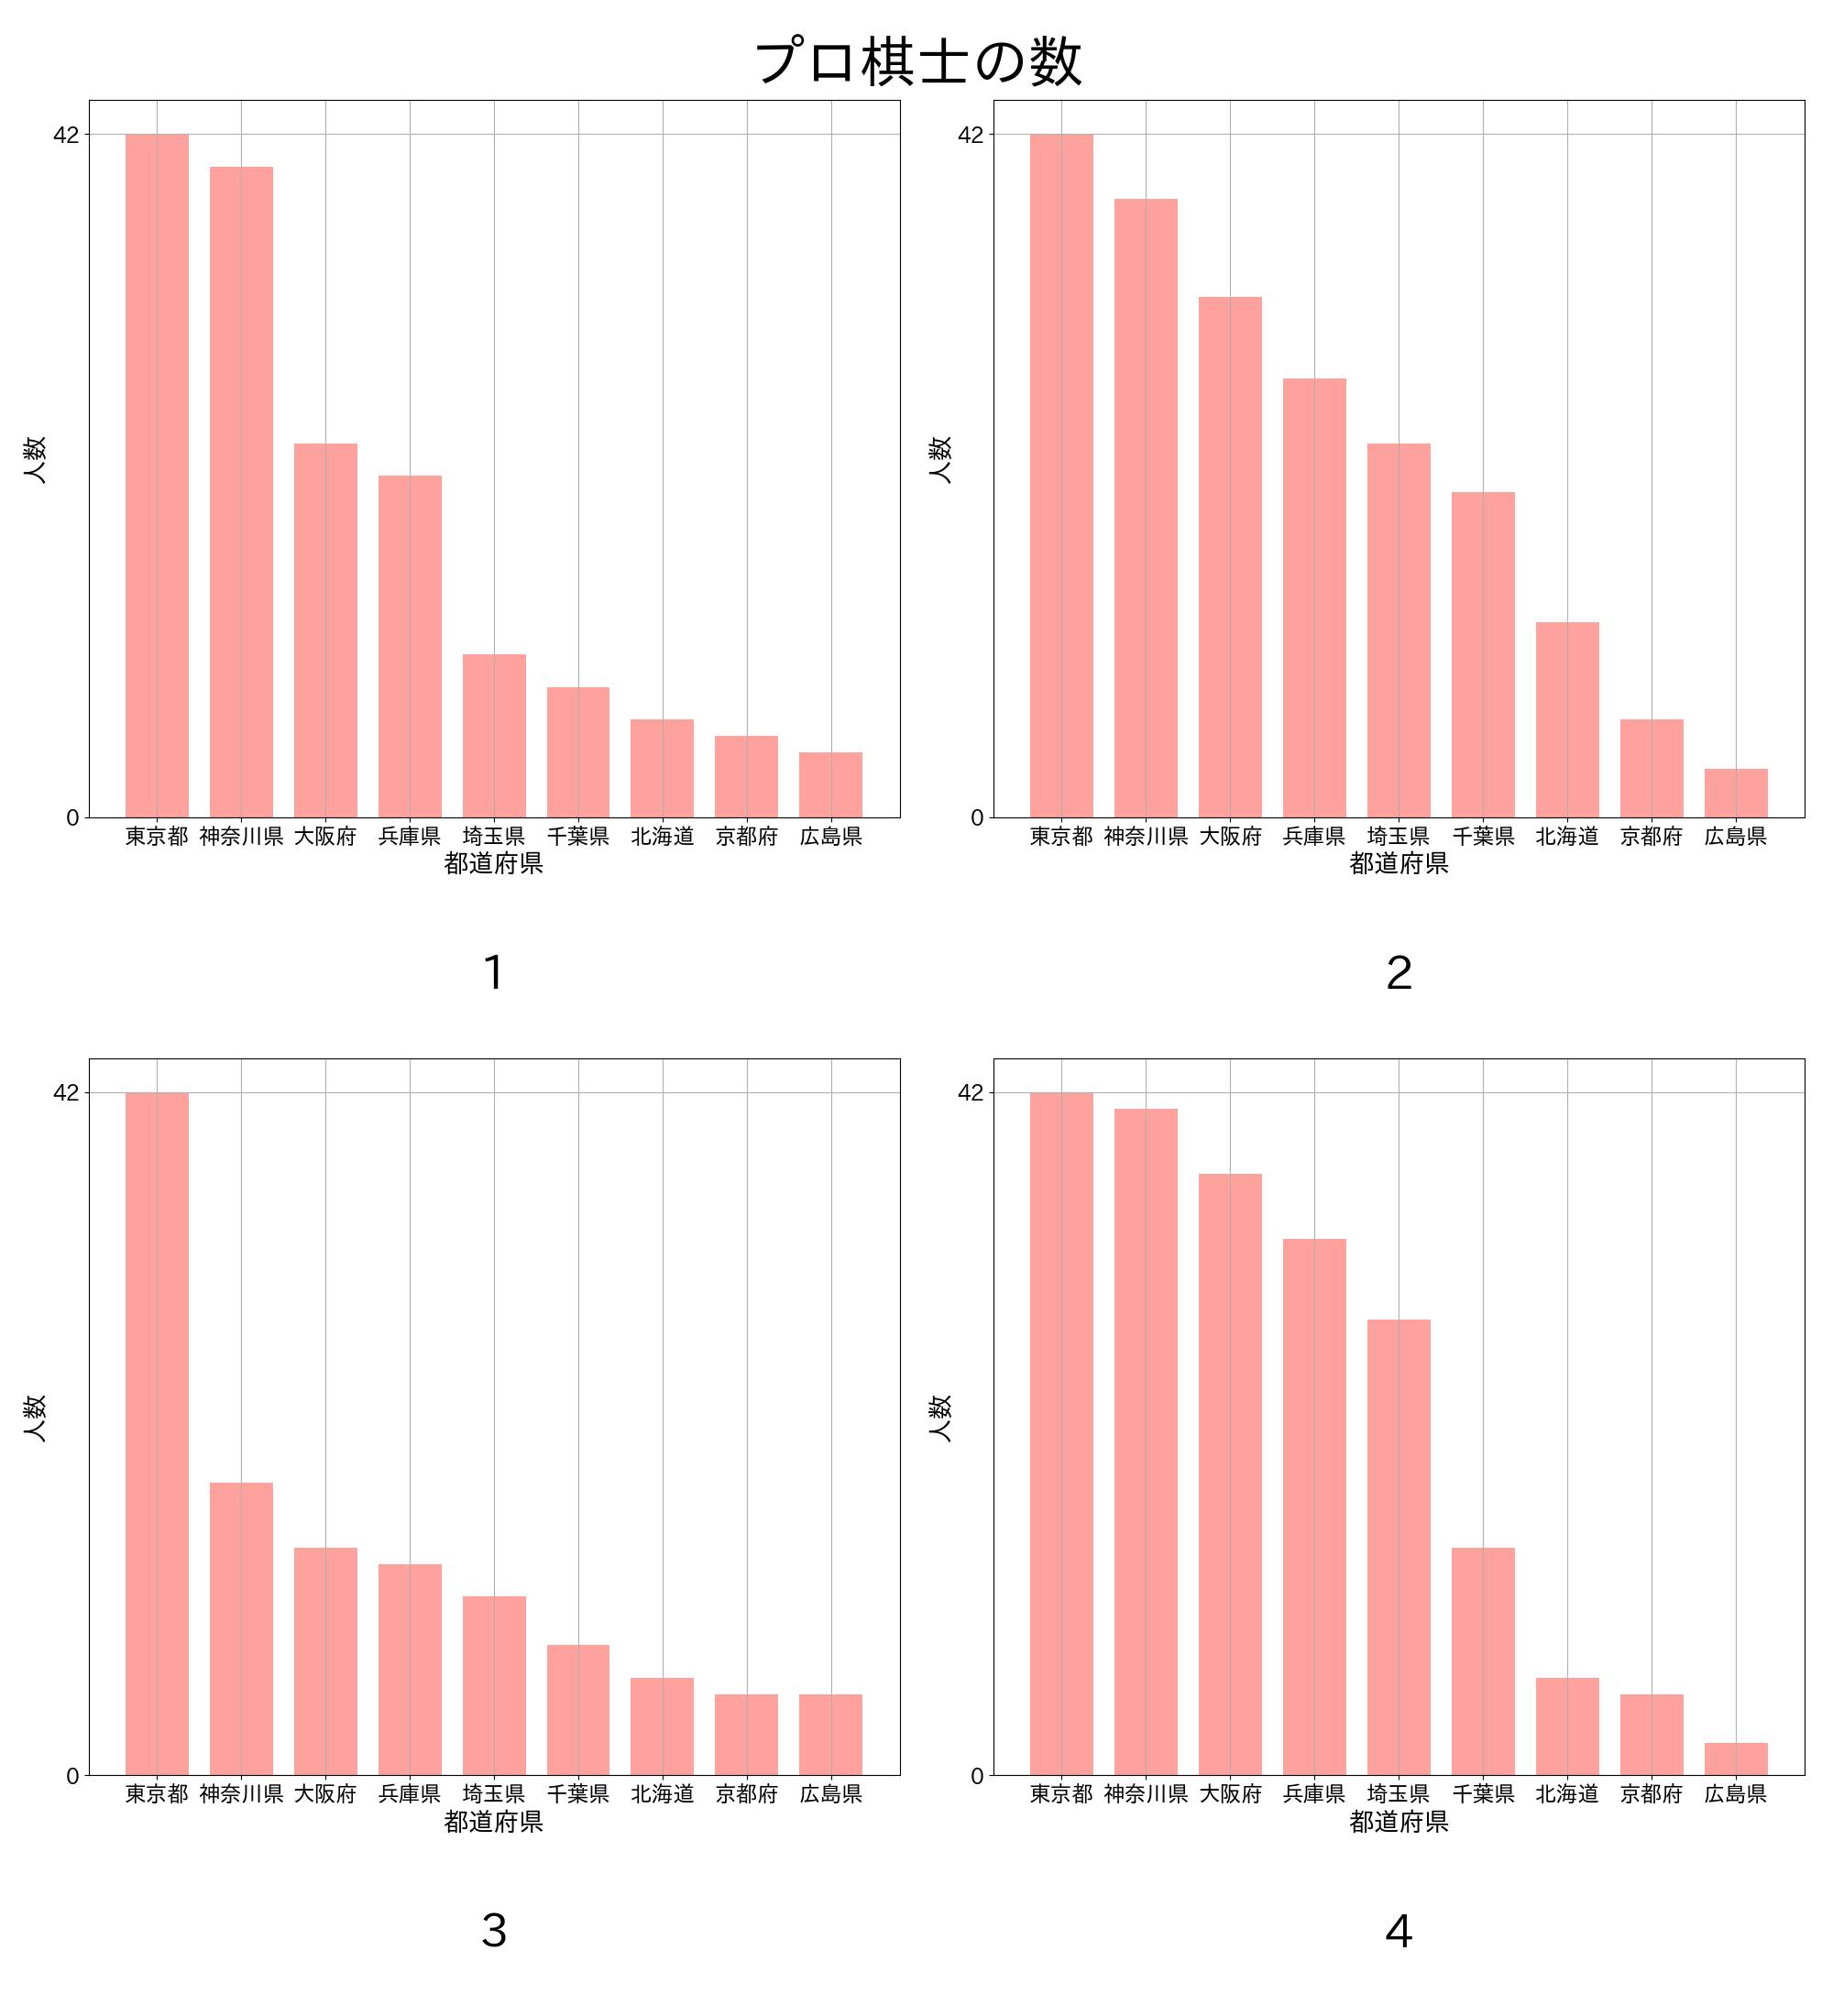 プロ棋士の数
42
0
人数
東京都 神奈川県 大阪府 兵庫県 埼玉県 千葉県 北海道 京都府 広島県
都道府県
1
42
0
人数
東京都 神奈川県 大阪府 兵庫県 埼玉県 千葉県 北海道 京都府 広島県
都道府県
2
42
0
人数
東京都 神奈川県 大阪府 兵庫県 埼玉県 千葉県 北海道 京都府 広島県
都道府県
3
42
0
人数
東京都 神奈川県 大阪府 兵庫県 埼玉県 千葉県 北海道 京都府 広島県
都道府県
4